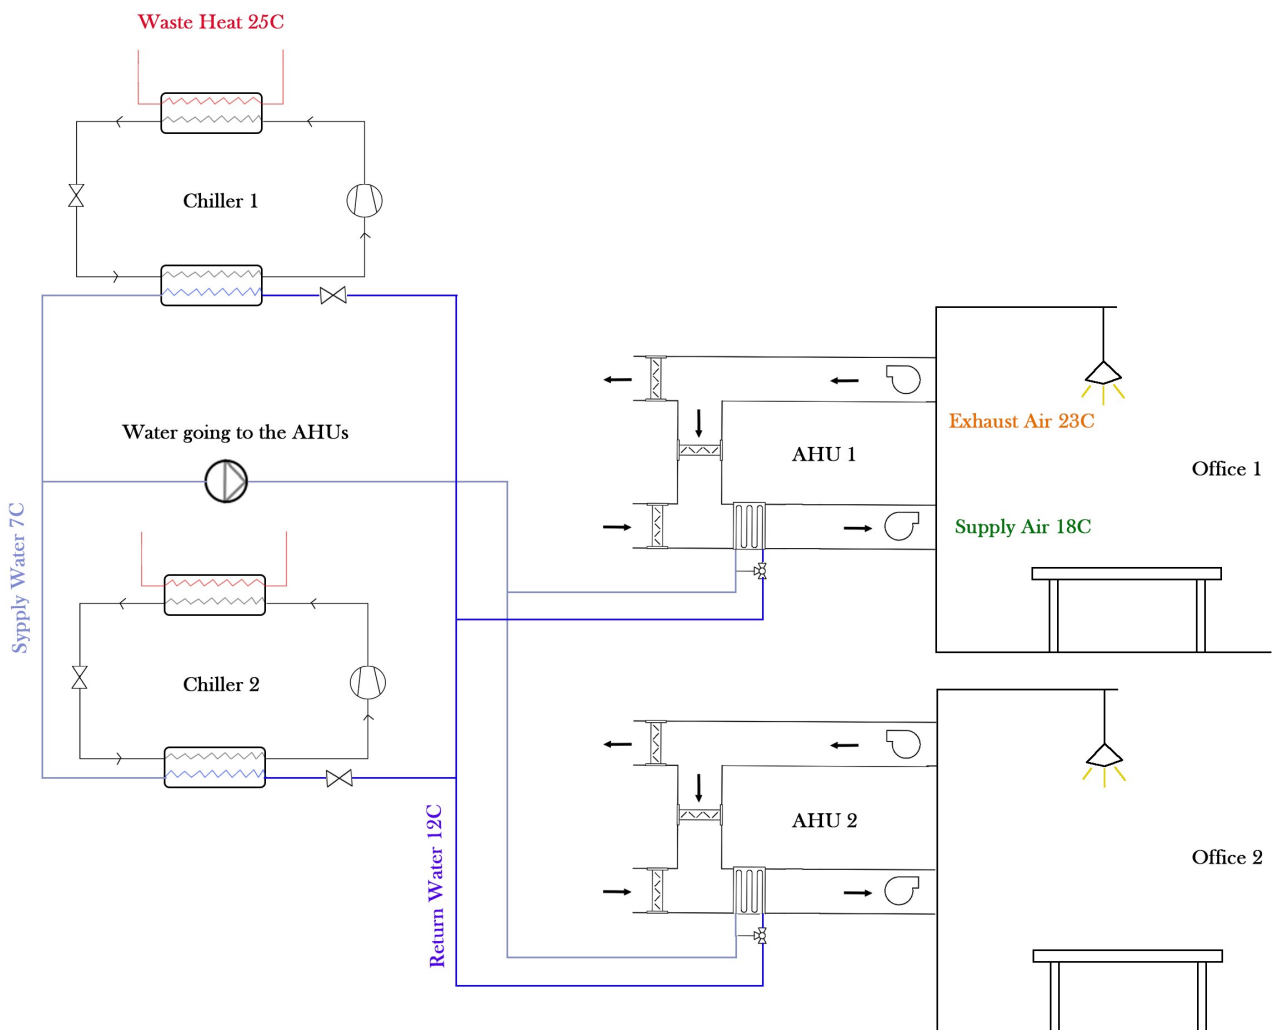 Waste Heat 25C
Chiller 1
Water going to the AHUs
Sypply Water 7C
Chiller 2
Return Water 12C
AHU 1
Exhaust Air 23C
Office 1
Supply Air 18C
AHU 2
Office 2